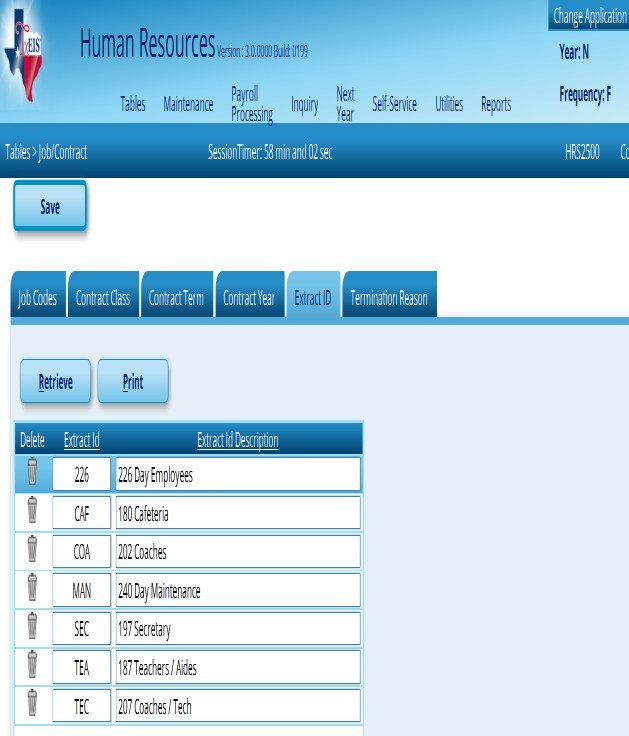 Change Application
xEIS
Human Resources Version : 3.0.0000 Build: 0199
Year: N
Frequency: F
Tables Maintenance Payroll Processing Inquiry Next Year Self-Service Utilities Reports
Tables > Job/Contract SessionTimer: 58 min and 02 sec HRS2500 Co
Save
Job Codes Contract Class Contract Term Contract Year Extract ID Termination Reason
Retrieve Print
Delete Extract Id Extract Id Description
226 226 Day Employees
CAF 180 Cafeteria
COA 202 Coaches
MAN 240 Day Maintenance
SEC 197 Secretary
TEA 187 Teachers / Aides
TEC 207 Coaches / Tech